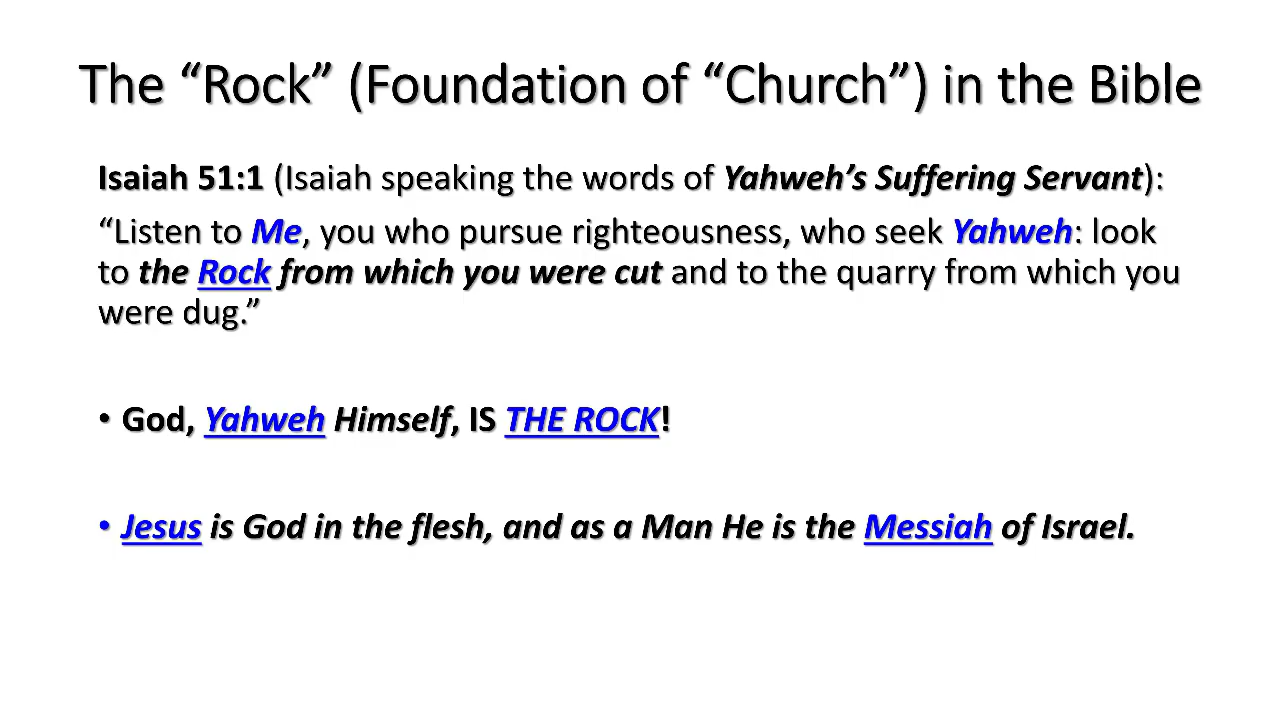 The “Rock” (Foundation of “Church”) in the Bible
Isaiah 51:1 (Isaiah speaking the words of Yahweh’s Suffering Servant):
“Listen to Me, you who pursue righteousness, who seek Yahweh: look
to the Rock from which you were cut and to the quarry from which you
were dug.”
• God, Yahweh Himself, IS THE ROCK!
• Jesus is God in the flesh, and as a Man He is the Messiah of Israel.